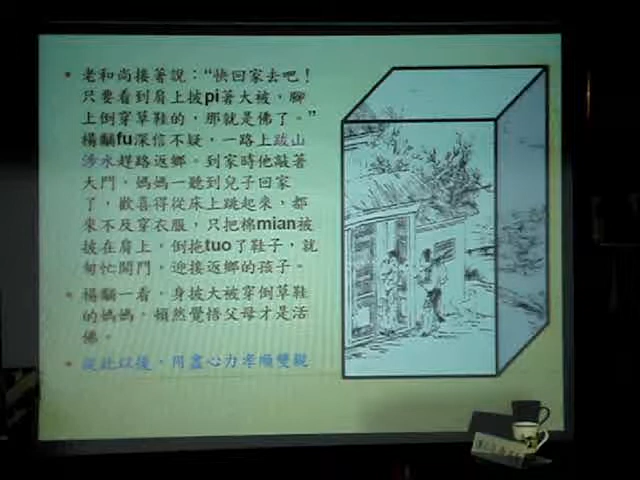 老和尚接著說：“快回家去吧！
只要看到肩上披pi著大被，腳
上倒穿草鞋的，那就是佛了。”
楊黼fu深信不疑，一路上跋山
涉水趕路返鄉。到家時他敲著
大門，媽媽一聽到兒子回家
了，歡喜得從床上跳起來，都
來不及穿衣服，只把棉mian被
披在肩上，倒拖tuo了鞋子，就
匆忙開門，迎接返鄉的孩子。
楊黼一看，身披大被穿倒草鞋
的媽媽，頓然覺悟父母才是活
佛。
從此以後，用盡心力孝順雙親